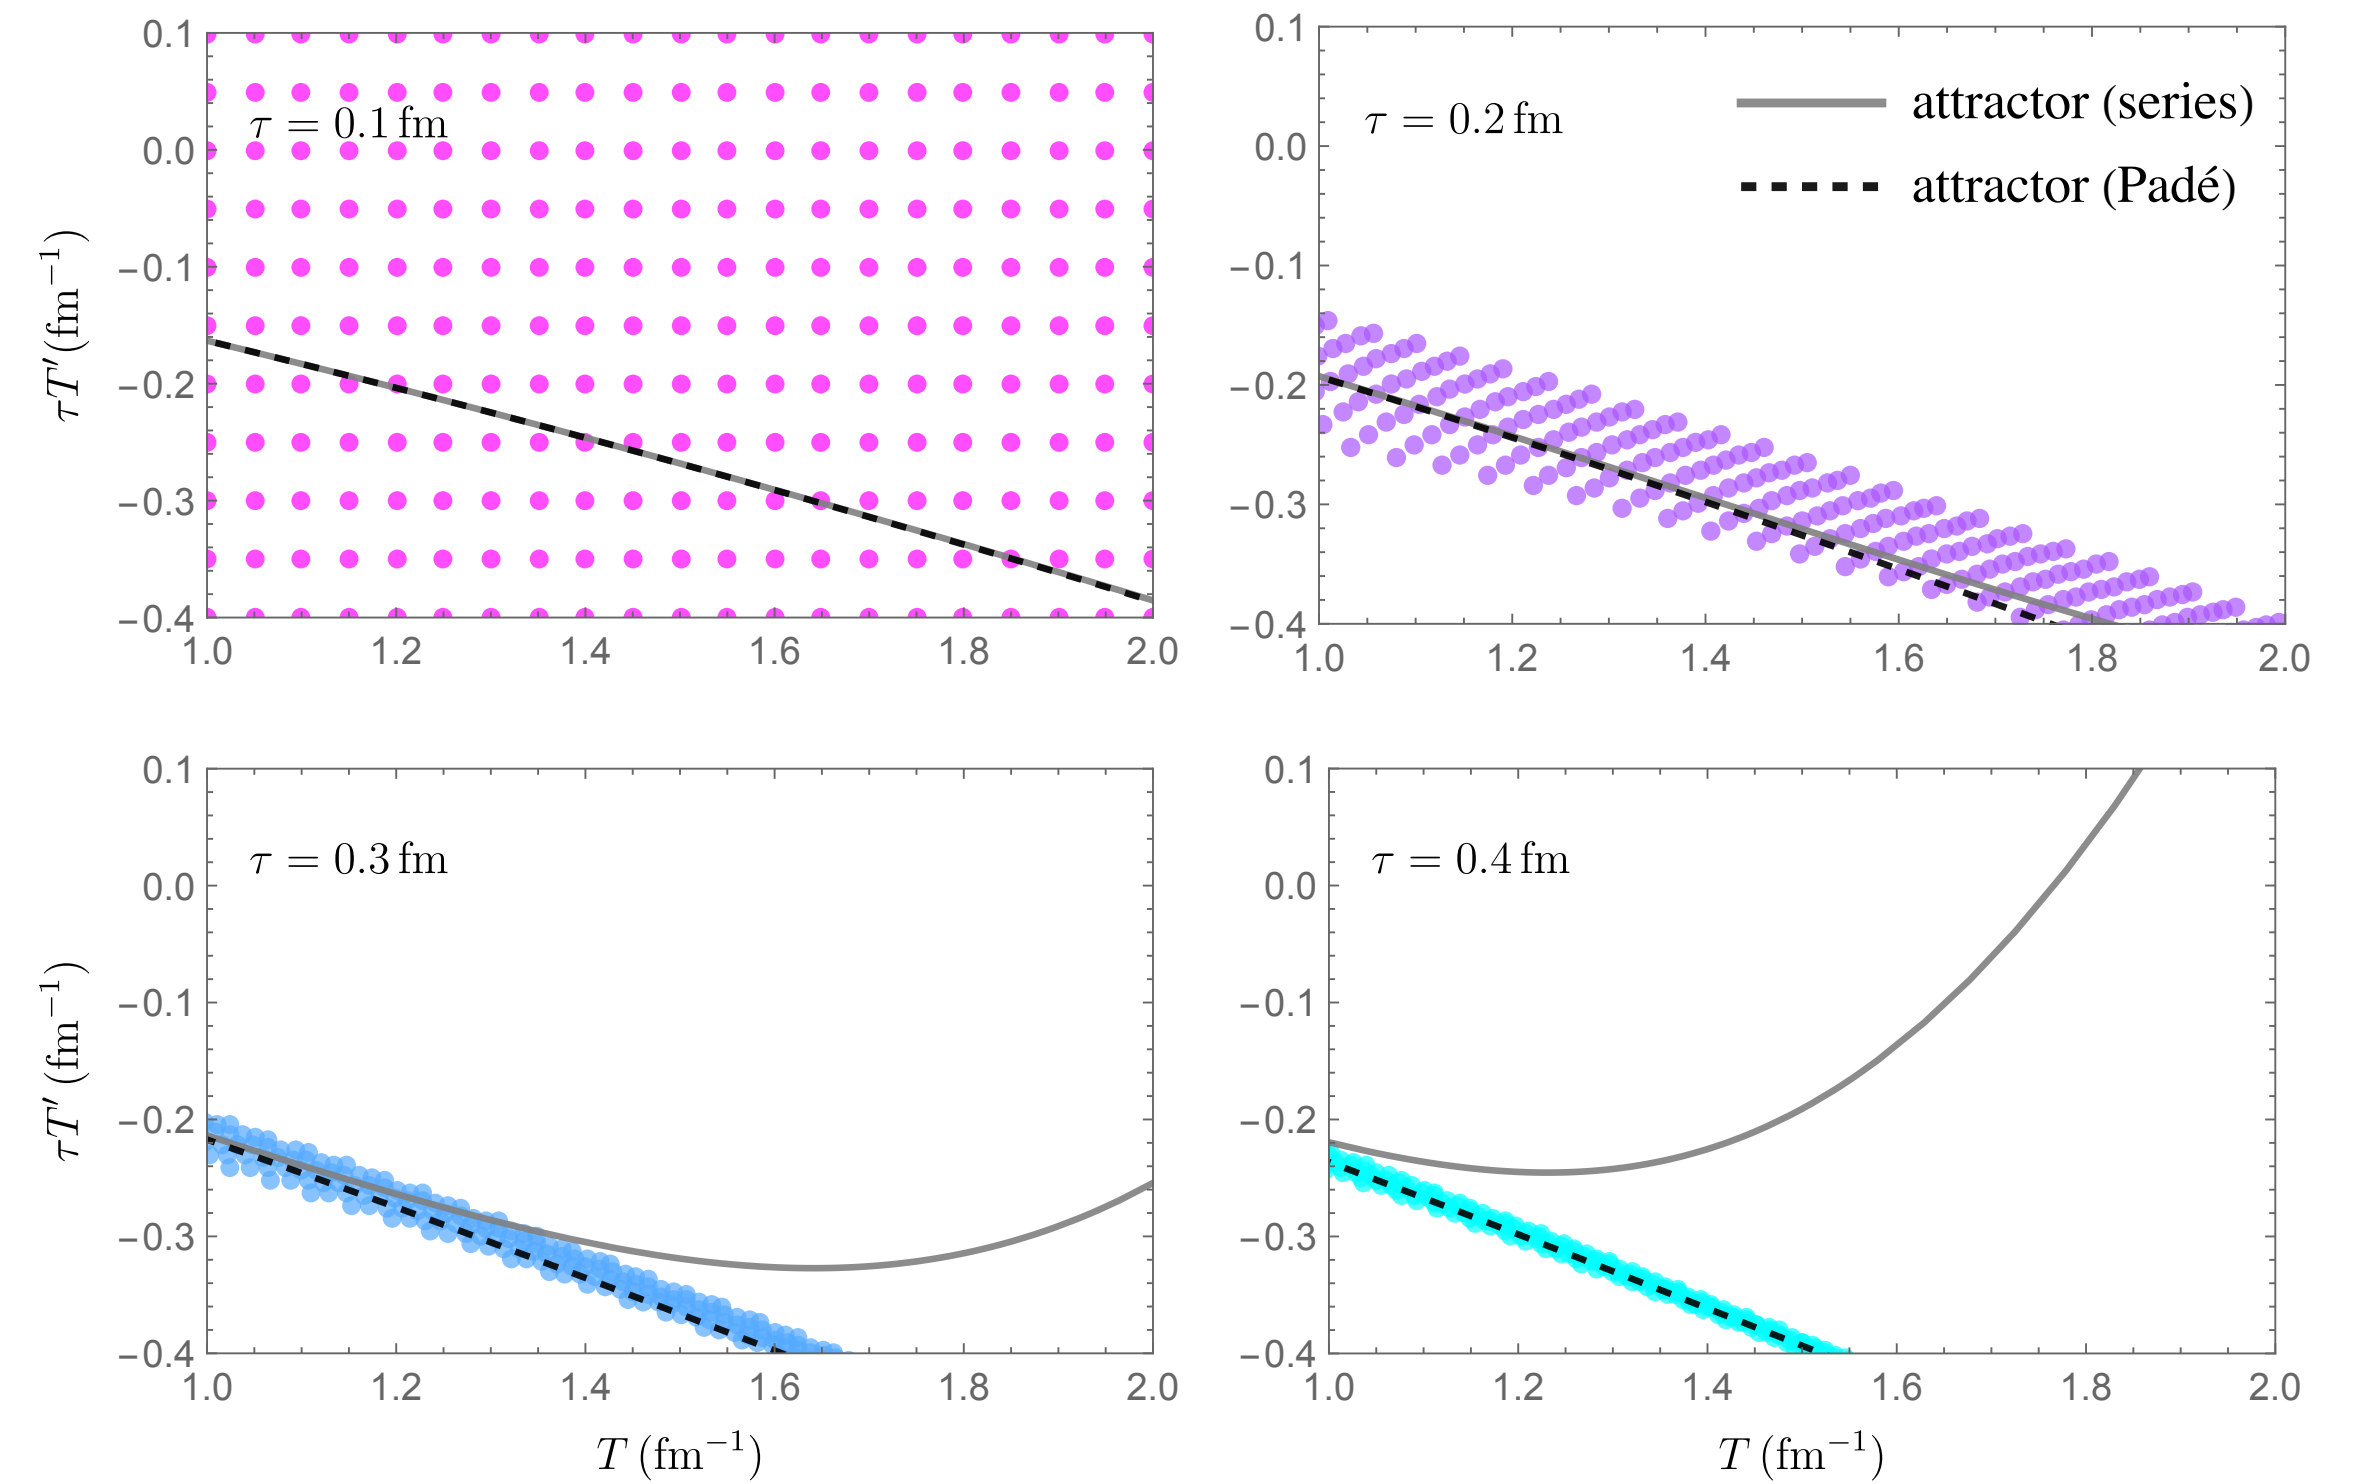 0.1
0.0
−0.1
−0.2
−0.3
−0.4
τT′(fm⁻¹)
τ = 0.1 fm
1.0 1.2 1.4 1.6 1.8 2.0
0.1
0.0
−0.1
−0.2
−0.3
−0.4
τ = 0.2 fm
attractor (series)
attractor (Padé)
1.0 1.2 1.4 1.6 1.8 2.0
0.1
0.0
−0.1
−0.2
−0.3
−0.4
τT′ (fm⁻¹)
τ = 0.3 fm
1.0 1.2 1.4 1.6 1.8 2.0
T (fm⁻¹)
0.1
0.0
−0.1
−0.2
−0.3
−0.4
τ = 0.4 fm
1.0 1.2 1.4 1.6 1.8 2.0
T (fm⁻¹)